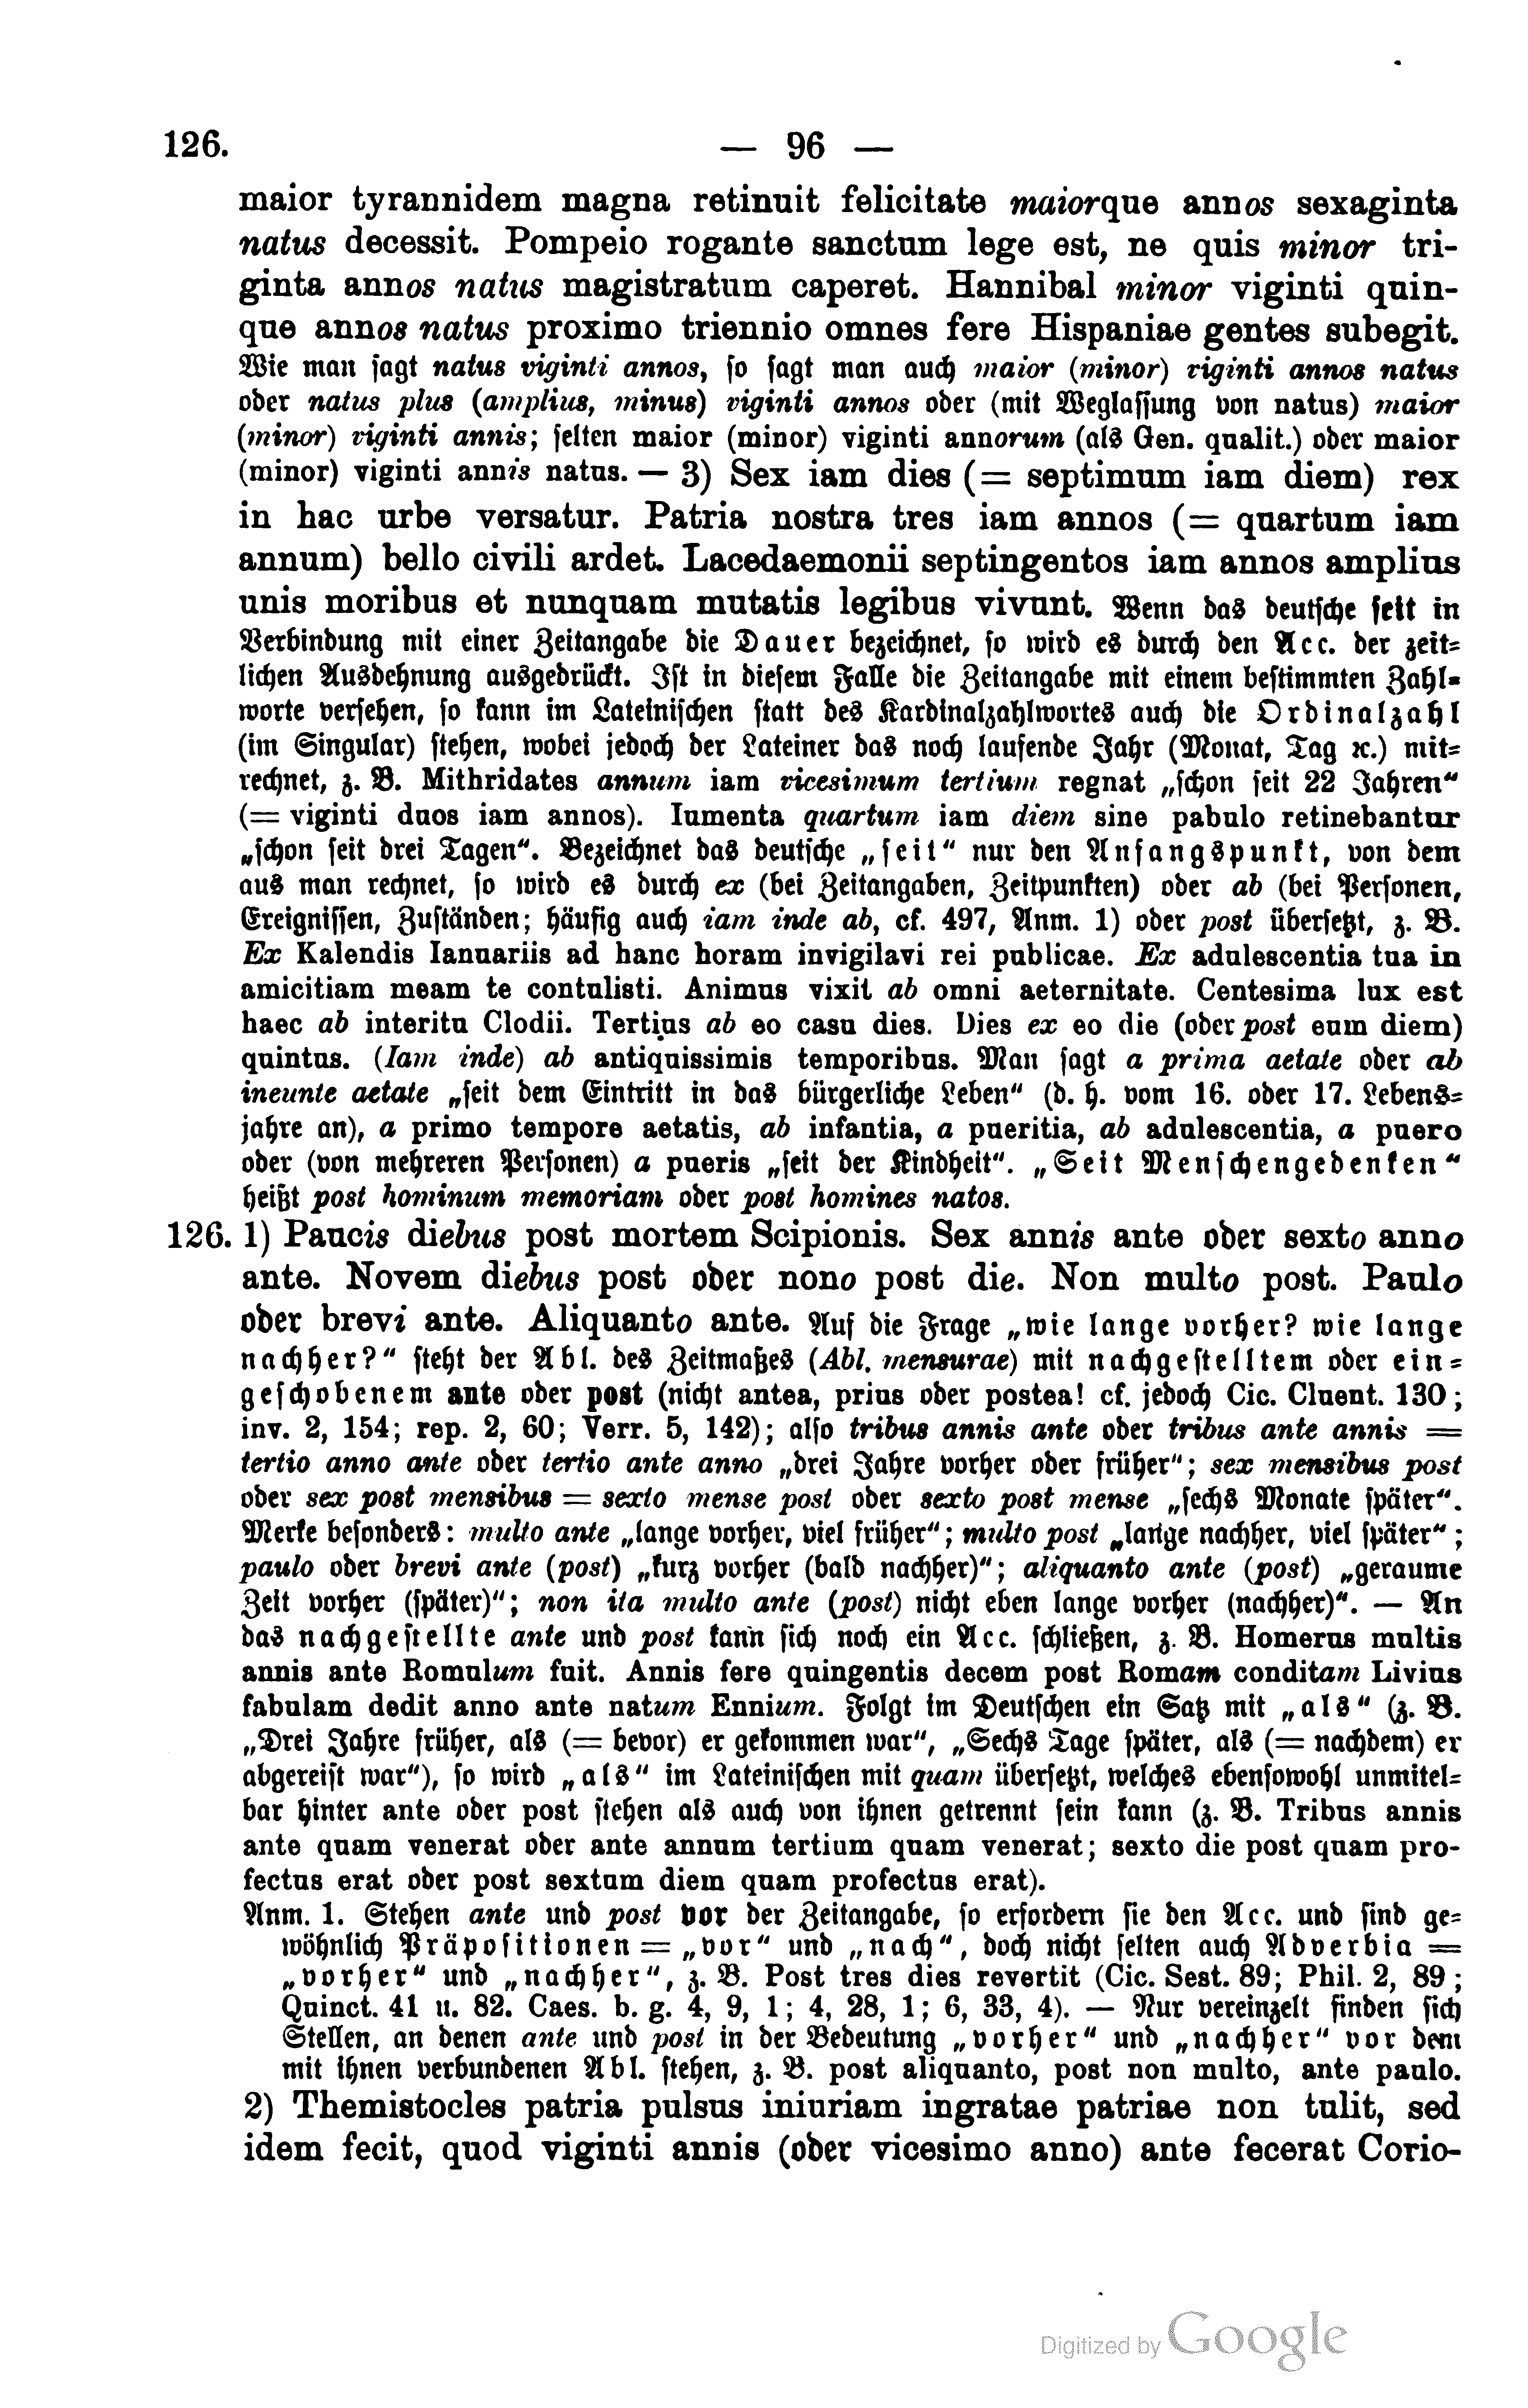 126.
— 96 —
maior tyrannidem magna retinuit felicitate maiorque annos sexaginta
natus decessit. Pompeio rogante sanctum lege est, ne quis minor tri-
ginta annos natus magistratum caperet. Hannibal minor viginti quin-
que annos natus proximo triennio omnes fere Hispaniae gentes subegit.
Wie man sagt natus viginti annos, so sagt man auch maior (minor) viginti annos natus
oder natus plus (amplius, minus) viginti annos oder (mit Weglassung von natus) maior
(minor) viginti annis; selten maior (minor) viginti annorum (als Gen. qualit.) oder maior
(minor) viginti annis natus. — 3) Sex iam dies (= septimum iam diem) rex
in hac urbe versatur. Patria nostra tres iam annos (= quartum iam
annum) bello civili ardet. Lacedaemonii septingentos iam annos amplius
unis moribus et nunquam mutatis legibus vivunt. Wenn das deutsche seit in
Verbindung mit einer Zeitangabe die Dauer bezeichnet, so wird es durch den Acc. der zeit-
lichen Ausdehnung ausgedrückt. Ist in diesem Falle die Zeitangabe mit einem bestimmten Zahl-
worte versehen, so kann im Lateinischen statt des Kardinalzahlwortes auch die Ordinalzahl
(im Singular) stehen, wobei jedoch der Lateiner das noch laufende Jahr (Monat, Tag ꝛc.) mit-
rechnet, z. B. Mithridates annum iam vicesimum tertium regnat „schon seit 22 Jahren“
(= viginti duos iam annos). Iumenta quartum iam diem sine pabulo retinebantur
„schon seit drei Tagen“. Bezeichnet das deutsche „seit“ nur den Anfangspunkt, von dem
aus man rechnet, so wird es durch ex (bei Zeitangaben, Zeitpunkten) oder ab (bei Personen,
Ereignissen, Zuständen; häufig auch iam inde ab, cf. 497, Anm. 1) oder post übersetzt, z. B.
Ex Kalendis Ianuariis ad hanc horam invigilavi rei publicae. Ex adulescentia tua in
amicitiam meam te contulisti. Animus vixit ab omni aeternitate. Centesima lux est
haec ab interitu Clodii. Tertius ab eo casu dies. Dies ex eo die (oder post eum diem)
quintus. (Iam inde) ab antiquissimis temporibus. Man sagt a prima aetate oder ab
ineunte aetate „seit dem Eintritt in das bürgerliche Leben“ (d. h. vom 16. oder 17. Lebens-
jahre an), a primo tempore aetatis, ab infantia, a pueritia, ab adulescentia, a puero
oder (von mehreren Personen) a pueris „seit der Kindheit“. „Seit Menschengedenken“
heißt post hominum memoriam oder post homines natos.
126. 1) Paucis diebus post mortem Scipionis. Sex annis ante oder sexto anno
ante. Novem diebus post oder nono post die. Non multo post. Paulo
oder brevi ante. Aliquanto ante. Auf die Frage „wie lange vorher? wie lange
nachher?“ steht der Abl. des Zeitmaßes (Abl. mensurae) mit nachgestelltem oder ein-
geschobenem ante oder post (nicht antea, prius oder postea! cf. jedoch Cic. Cluent. 130;
inv. 2, 154; rep. 2, 60; Verr. 5, 142); also tribus annis ante oder tribus ante annis =
tertio anno ante oder tertio ante anno „drei Jahre vorher oder früher“; sex mensibus post
oder sex post mensibus = sexto mense post oder sexto post mense „sechs Monate später“.
Merke besonders: multo ante „lange vorher, viel früher“; multo post „lange nachher, viel später“;
paulo oder brevi ante (post) „kurz vorher (bald nachher)“; aliquanto ante (post) „geraume
Zeit vorher (später)“; non ita multo ante (post) nicht eben lange vorher (nachher)“. — An
das nachgestellte ante und post kann sich noch ein Acc. schließen, z. B. Homerus multis
annis ante Romulum fuit. Annis fere quingentis decem post Romam conditam Livius
fabulam dedit anno ante natum Ennium. Folgt im Deutschen ein Satz mit „als“ (z. B.
„Drei Jahre früher, als (= bevor) er gekommen war“, „Sechs Tage später, als (= nachdem) er
abgereist war“), so wird „als“ im Lateinischen mit quam übersetzt, welches ebensowohl unmitel-
bar hinter ante oder post stehen als auch von ihnen getrennt sein kann (z. B. Tribus annis
ante quam venerat oder ante annum tertium quam venerat; sexto die post quam pro-
fectus erat oder post sextum diem quam profectus erat).
Anm. 1. Stehen ante und post vor der Zeitangabe, so erfordern sie den Acc. und sind ge-
wöhnlich Präpositionen = „vor“ und „nach“, doch nicht selten auch Adverbia =
„vorher“ und „nachher“, z. B. Post tres dies revertit (Cic. Sest. 89; Phil. 2, 89;
Quinct. 41 u. 82. Caes. b. g. 4, 9, 1; 4, 28, 1; 6, 33, 4). — Nur vereinzelt finden sich
Stellen, an denen ante und post in der Bedeutung „vorher“ und „nachher“ vor dem
mit ihnen verbundenen Abl. stehen, z. B. post aliquanto, post non multo, ante paulo.
2) Themistocles patria pulsus iniuriam ingratae patriae non tulit, sed
idem fecit, quod viginti annis (oder vicesimo anno) ante fecerat Corio-
Digitized by Google